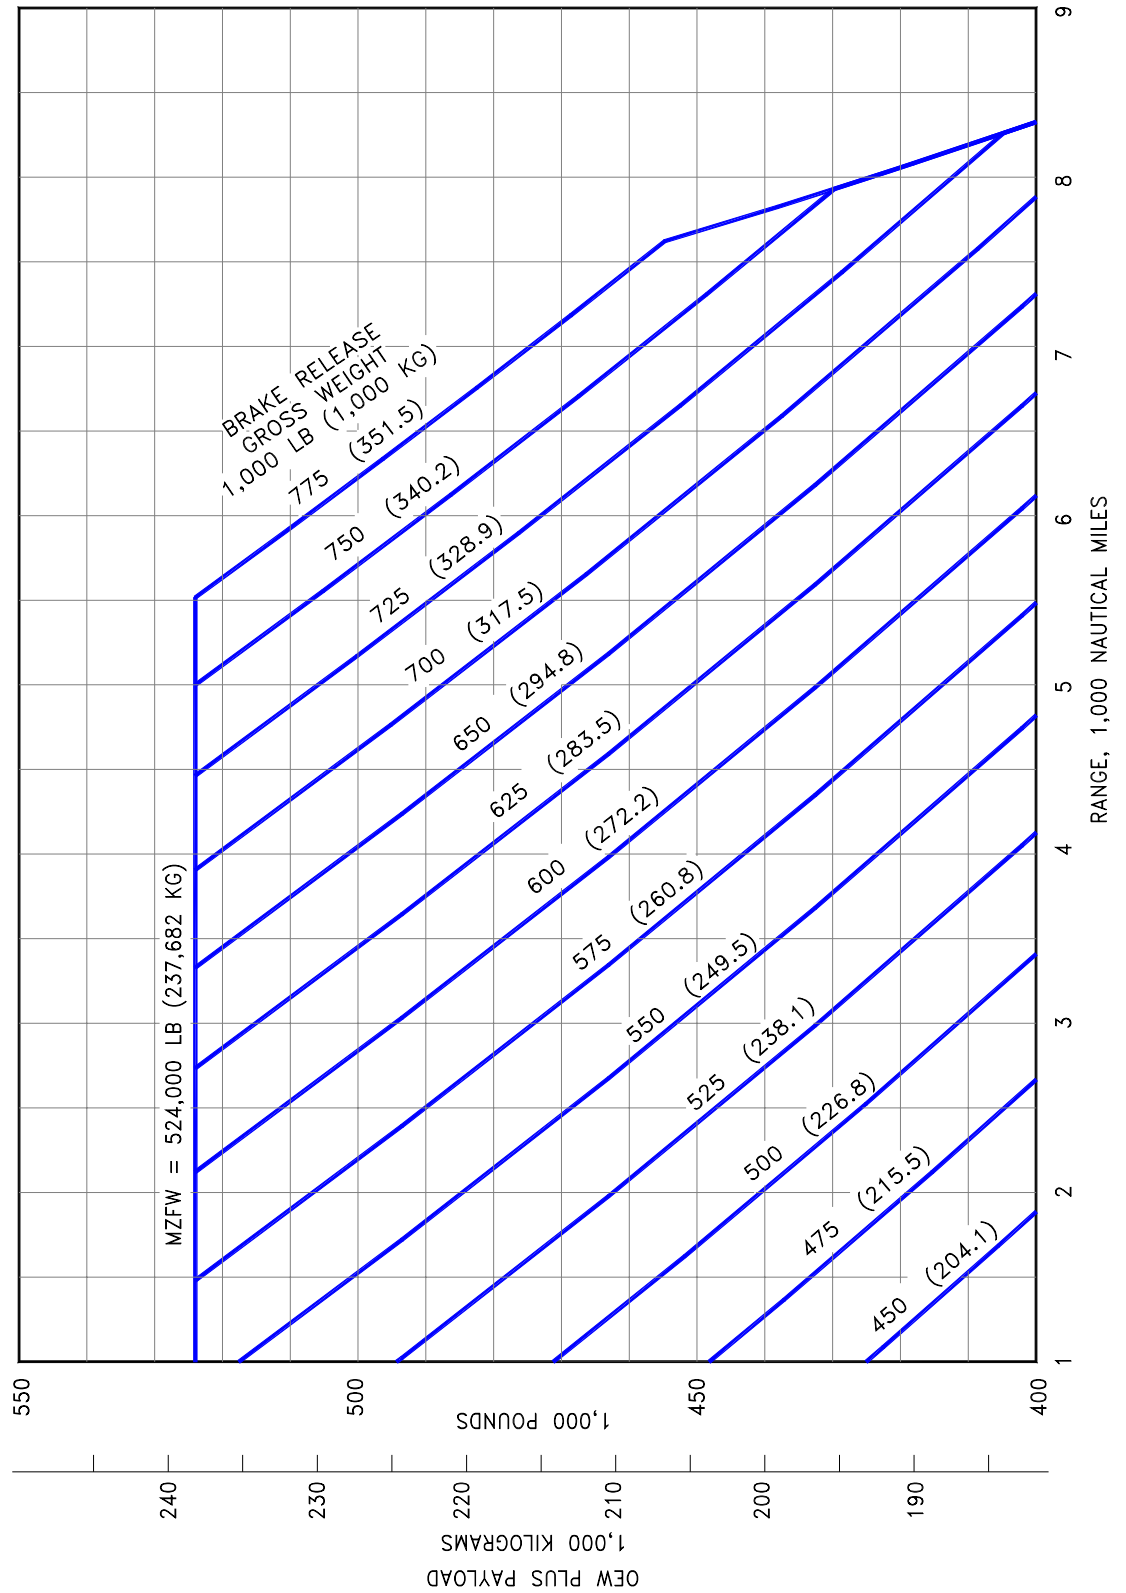 MZFW = 524,000 LB (237,682 KG)
BRAKE RELEASE
GROSS WEIGHT
1,000 LB (1,000 KG)
775 (351.5)
750 (340.2)
725 (328.9)
700 (317.5)
650 (294.8)
625 (283.5)
600 (272.2)
575 (260.8)
550 (249.5)
525 (238.1)
500 (226.8)
475 (215.5)
450 (204.1)
OEW PLUS PAYLOAD
1,000 KILOGRAMS
240
230
220
210
200
190
1,000 POUNDS
550
500
450
400
1 2 3 4 5 6 7 8 9
RANGE, 1,000 NAUTICAL MILES